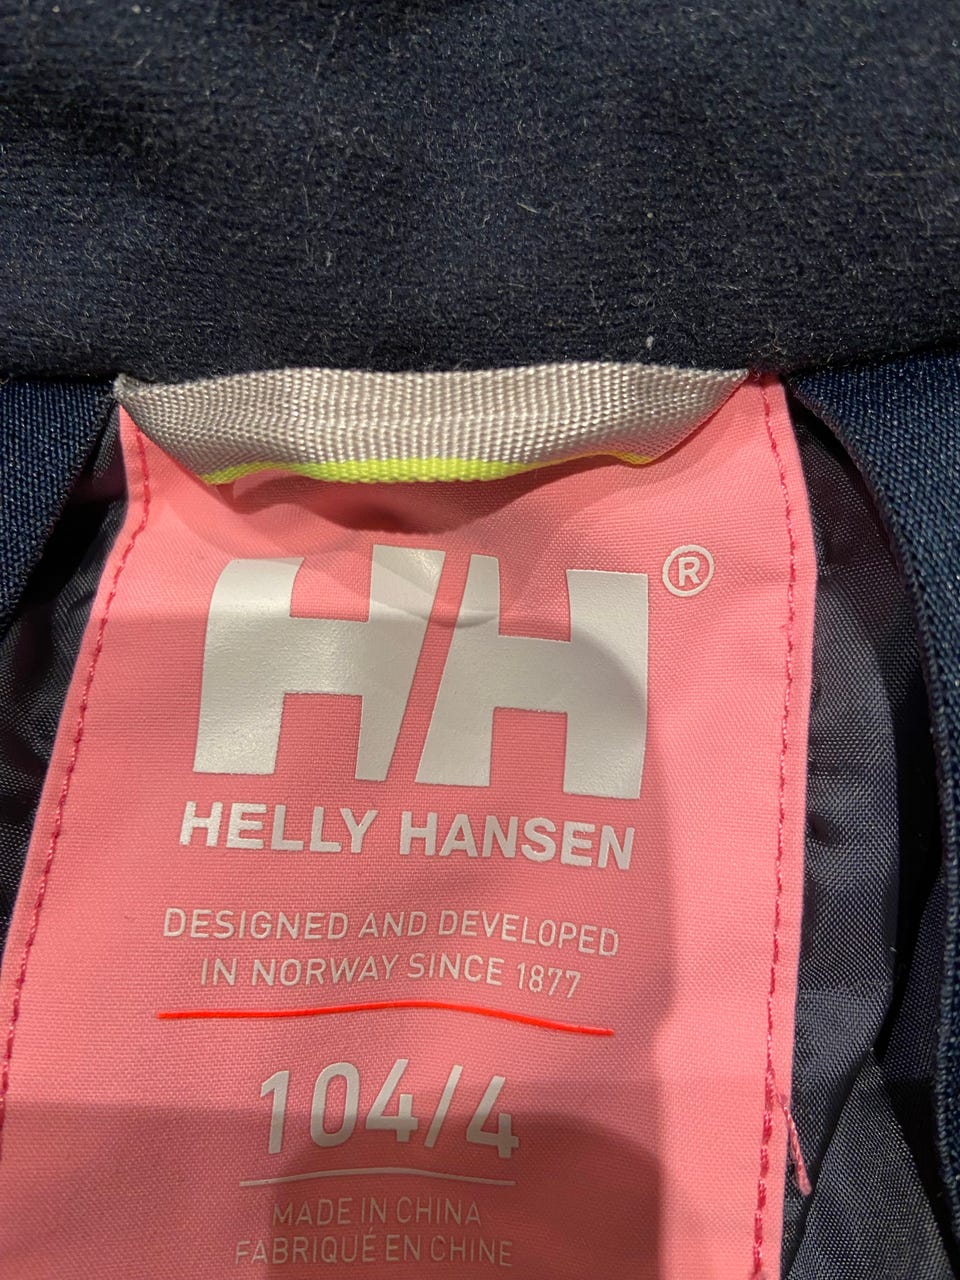 HH®
HELLY HANSEN
DESIGNED AND DEVELOPED
IN NORWAY SINCE 1877
104/4
MADE IN CHINA
FABRIQUÉ EN CHINE